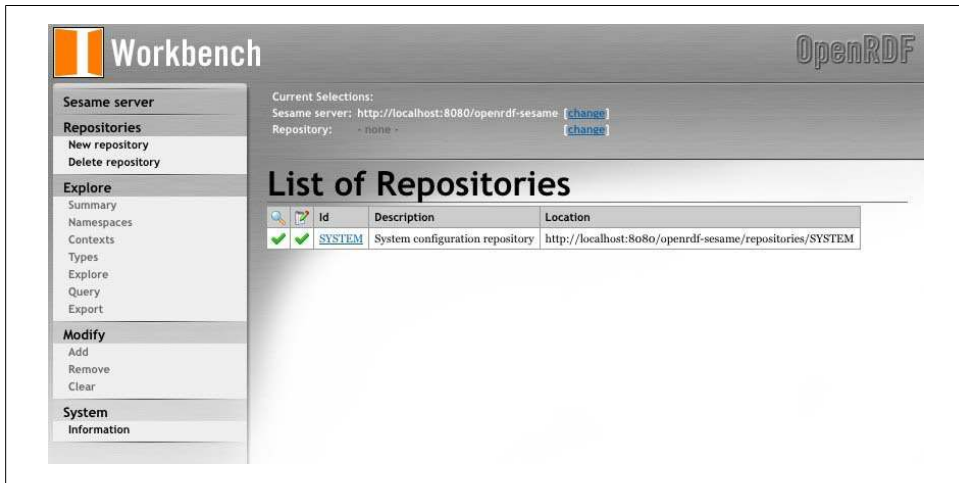 Workbench
OpenRDF
Sesame server
Repositories
New repository
Delete repository
Explore
Summary
Namespaces
Contexts
Types
Explore
Query
Export
Modify
Add
Remove
Clear
System
Information
Current Selections:
Sesame server: http://localhost:8080/openrdf-sesame [change]
Repository: - none - [change]
List of Repositories
Id Description Location
SYSTEM System configuration repository http://localhost:8080/openrdf-sesame/repositories/SYSTEM